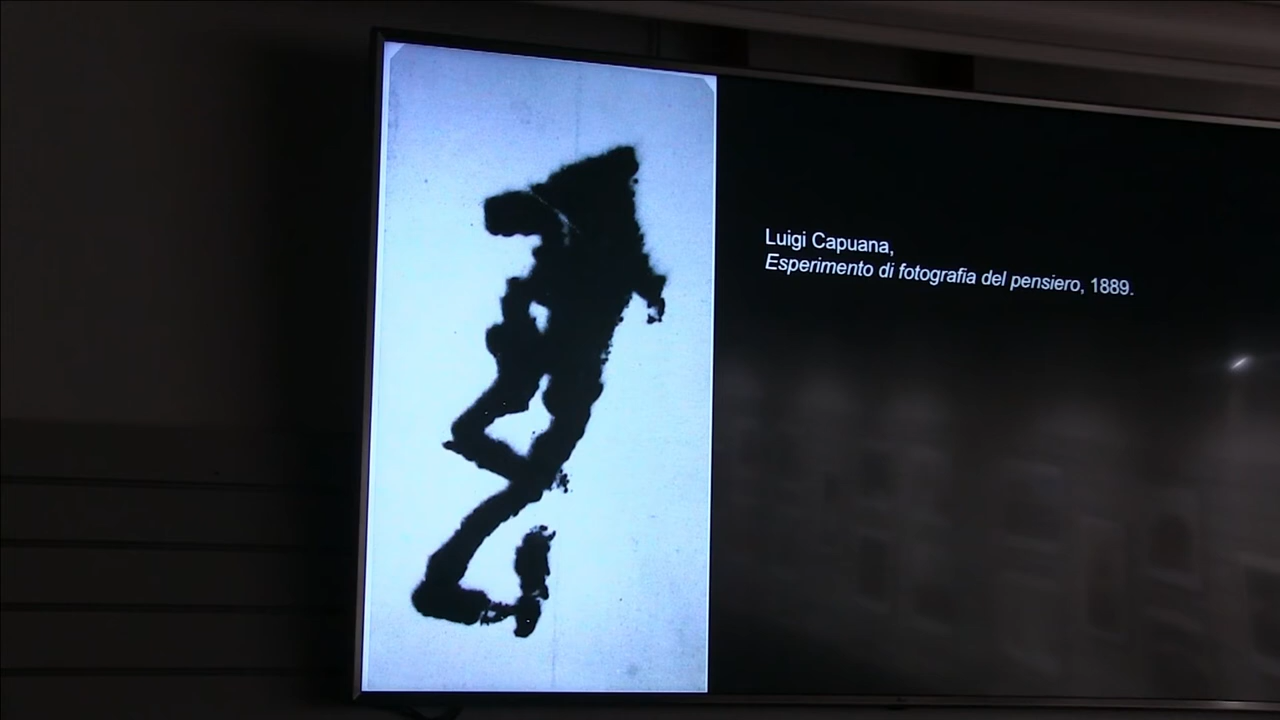 Luigi Capuana,
Esperimento di fotografia del pensiero, 1889.